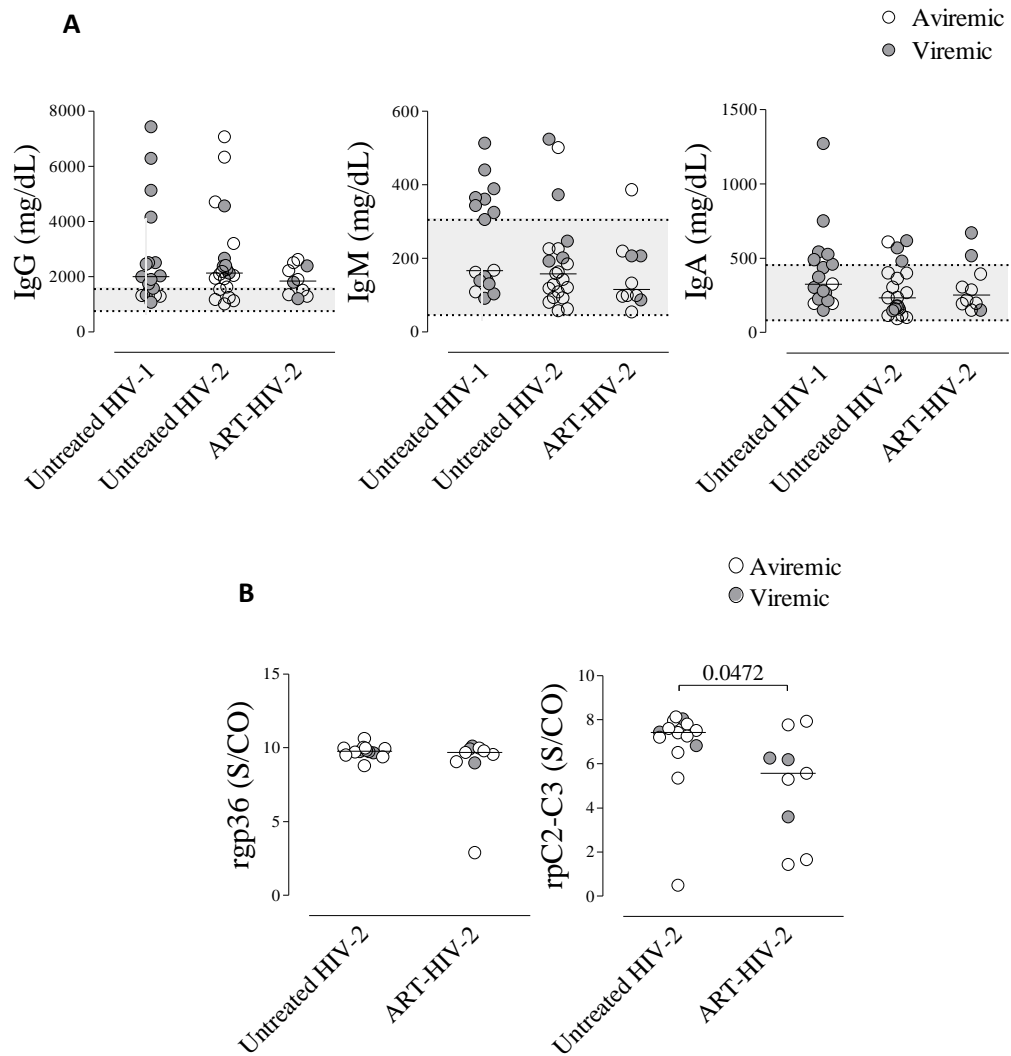 A
Aviremic
Viremic
IgG (mg/dL)
8000
6000
4000
2000
0
Untreated HIV-1
Untreated HIV-2
ART-HIV-2
IgM (mg/dL)
600
400
200
0
Untreated HIV-1
Untreated HIV-2
ART-HIV-2
IgA (mg/dL)
1500
1000
500
0
Untreated HIV-1
Untreated HIV-2
ART-HIV-2
B
Aviremic
Viremic
rgp36 (S/CO)
15
10
5
0
Untreated HIV-2
ART-HIV-2
rpC2-C3 (S/CO)
10
8
6
4
2
0
0.0472
Untreated HIV-2
ART-HIV-2